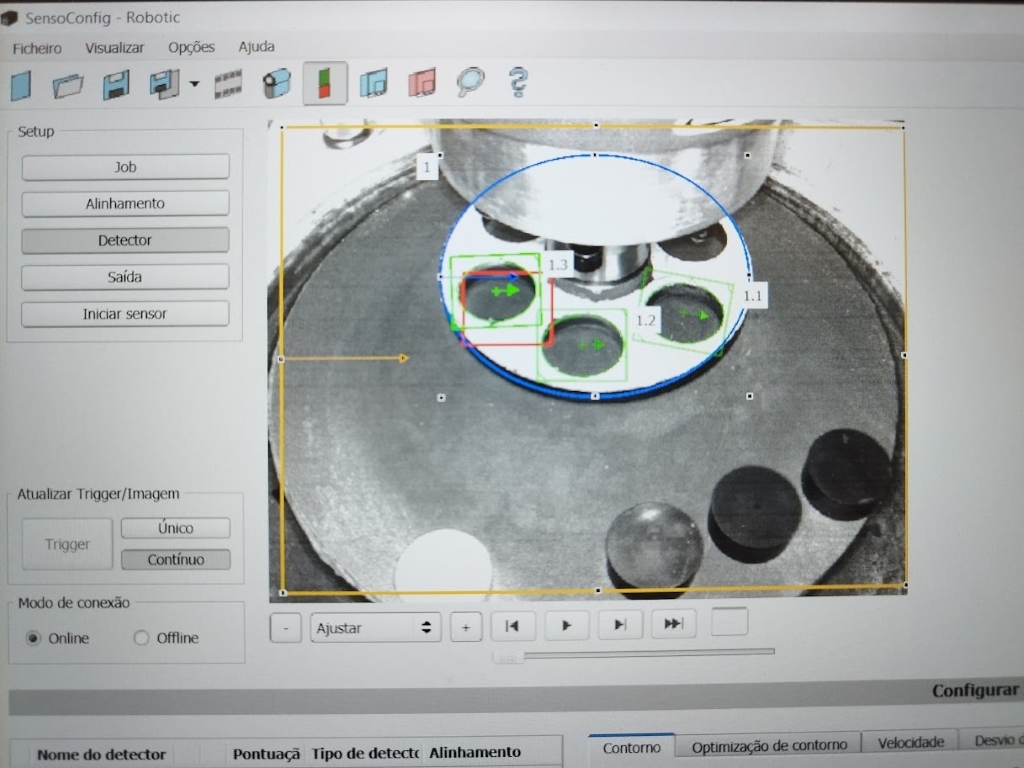 SensoConfig - Robotic
Ficheiro Visualizar Opções Ajuda
Setup
Job
Alinhamento
Detector
Saída
Iniciar sensor
1
1.3
1.1
1.2
Atualizar Trigger/Imagem
Trigger
Único
Contínuo
Modo de conexão
Online Offline
- Ajustar +
Configurar
Nome do detector Pontuaçã Tipo de detectc Alinhamento
Contorno Optimização de contorno Velocidade Desvio